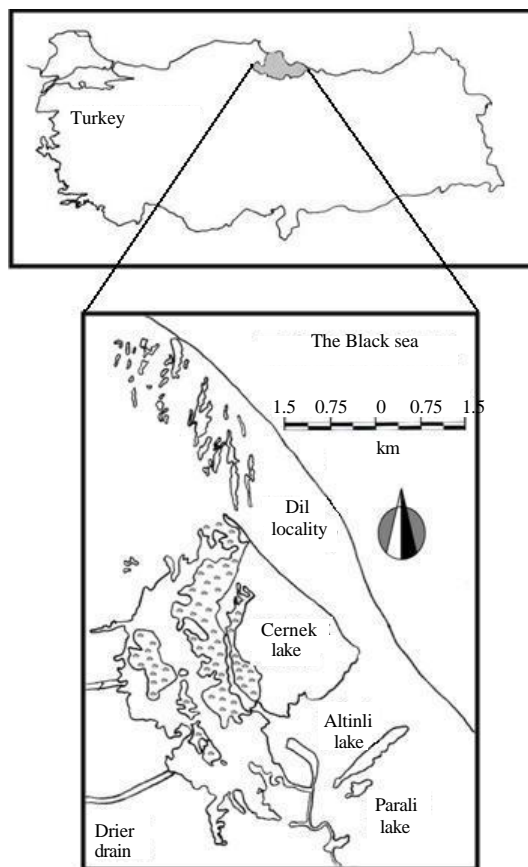 Turkey
The Black sea
1.5 0.75 0 0.75 1.5
km
Dil
locality
Cernek
lake
Altinli
lake
Parali
lake
Drier
drain